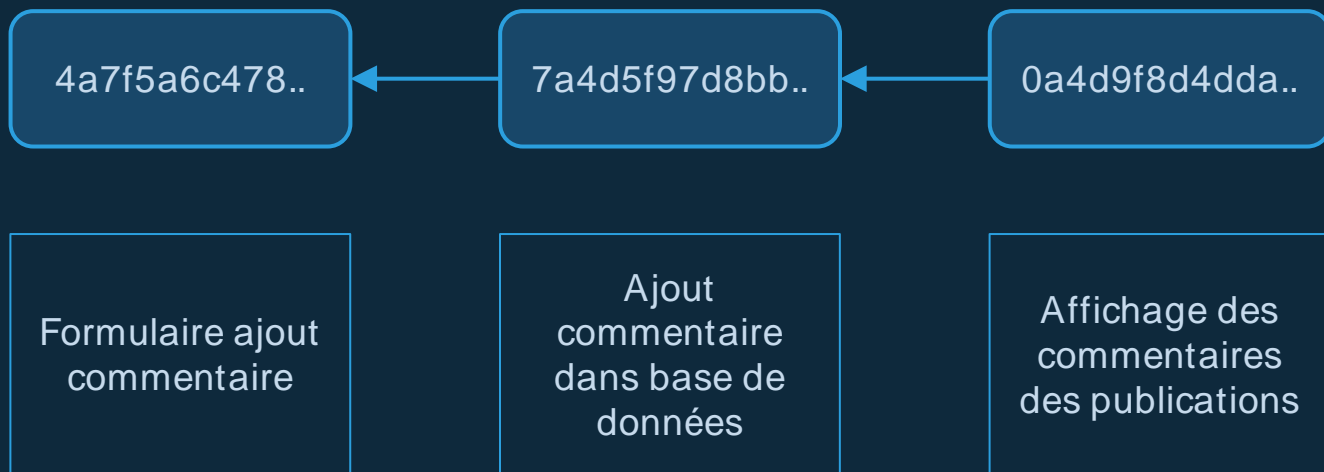 4a7f5a6c478..
7a4d5f97d8bb..
0a4d9f8d4dda..
Formulaire ajout
commentaire
Ajout
commentaire
dans base de
données
Affichage des
commentaires
des publications